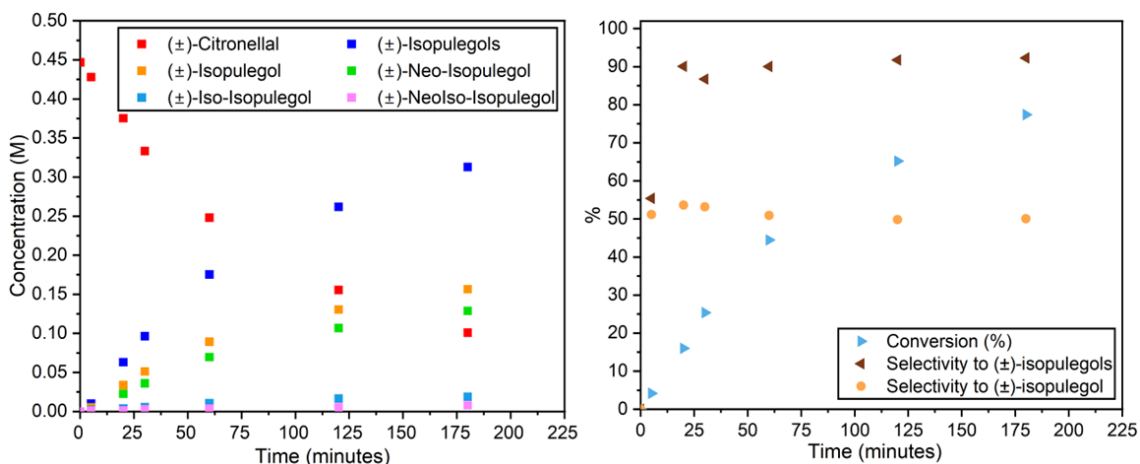 0.50
0.45
0.40
0.35
0.30
0.25
0.20
0.15
0.10
0.05
0.00
Concentration (M)
(±)-Citronellal
(±)-Isopulegols
(±)-Isopulegol
(±)-Neo-Isopulegol
(±)-Iso-Isopulegol
(±)-NeoIso-Isopulegol
0 25 50 75 100 125 150 175 200 225
Time (minutes)
100
90
80
70
60
50
40
30
20
10
0
%
Conversion (%)
Selectivity to (±)-isopulegols
Selectivity to (±)-isopulegol
0 25 50 75 100 125 150 175 200 225
Time (minutes)